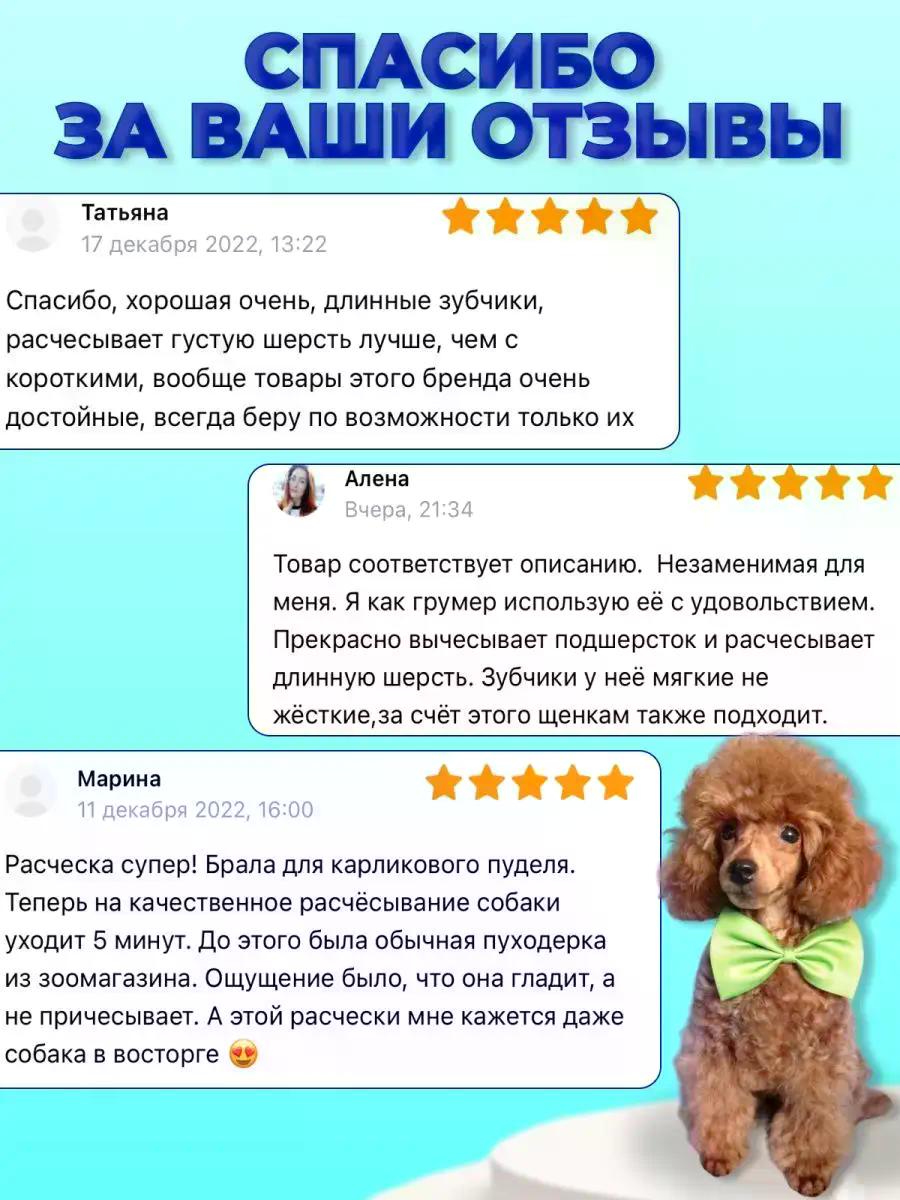 СПАСИБО
ЗА ВАШИ ОТЗЫВЫ
Татьяна
17 декабря 2022, 13:22
Спасибо, хорошая очень, длинные зубчики,
расчесывает густую шерсть лучше, чем с
короткими, вообще товары этого бренда очень
достойные, всегда беру по возможности только их
Алена
Вчера, 21:34
Товар соответствует описанию. Незаменимая для
меня. Я как грумер использую её с удовольствием.
Прекрасно вычесывает подшерсток и расчесывает
длинную шерсть. Зубчики у неё мягкие не
жёсткие,за счёт этого щенкам также подходит.
Марина
11 декабря 2022, 16:00
Расческа супер! Брала для карликового пуделя.
Теперь на качественное расчёсывание собаки
уходит 5 минут. До этого была обычная пуходерка
из зоомагазина. Ощущение было, что она гладит, а
не причесывает. А этой расчески мне кажется даже
собака в восторге 😍